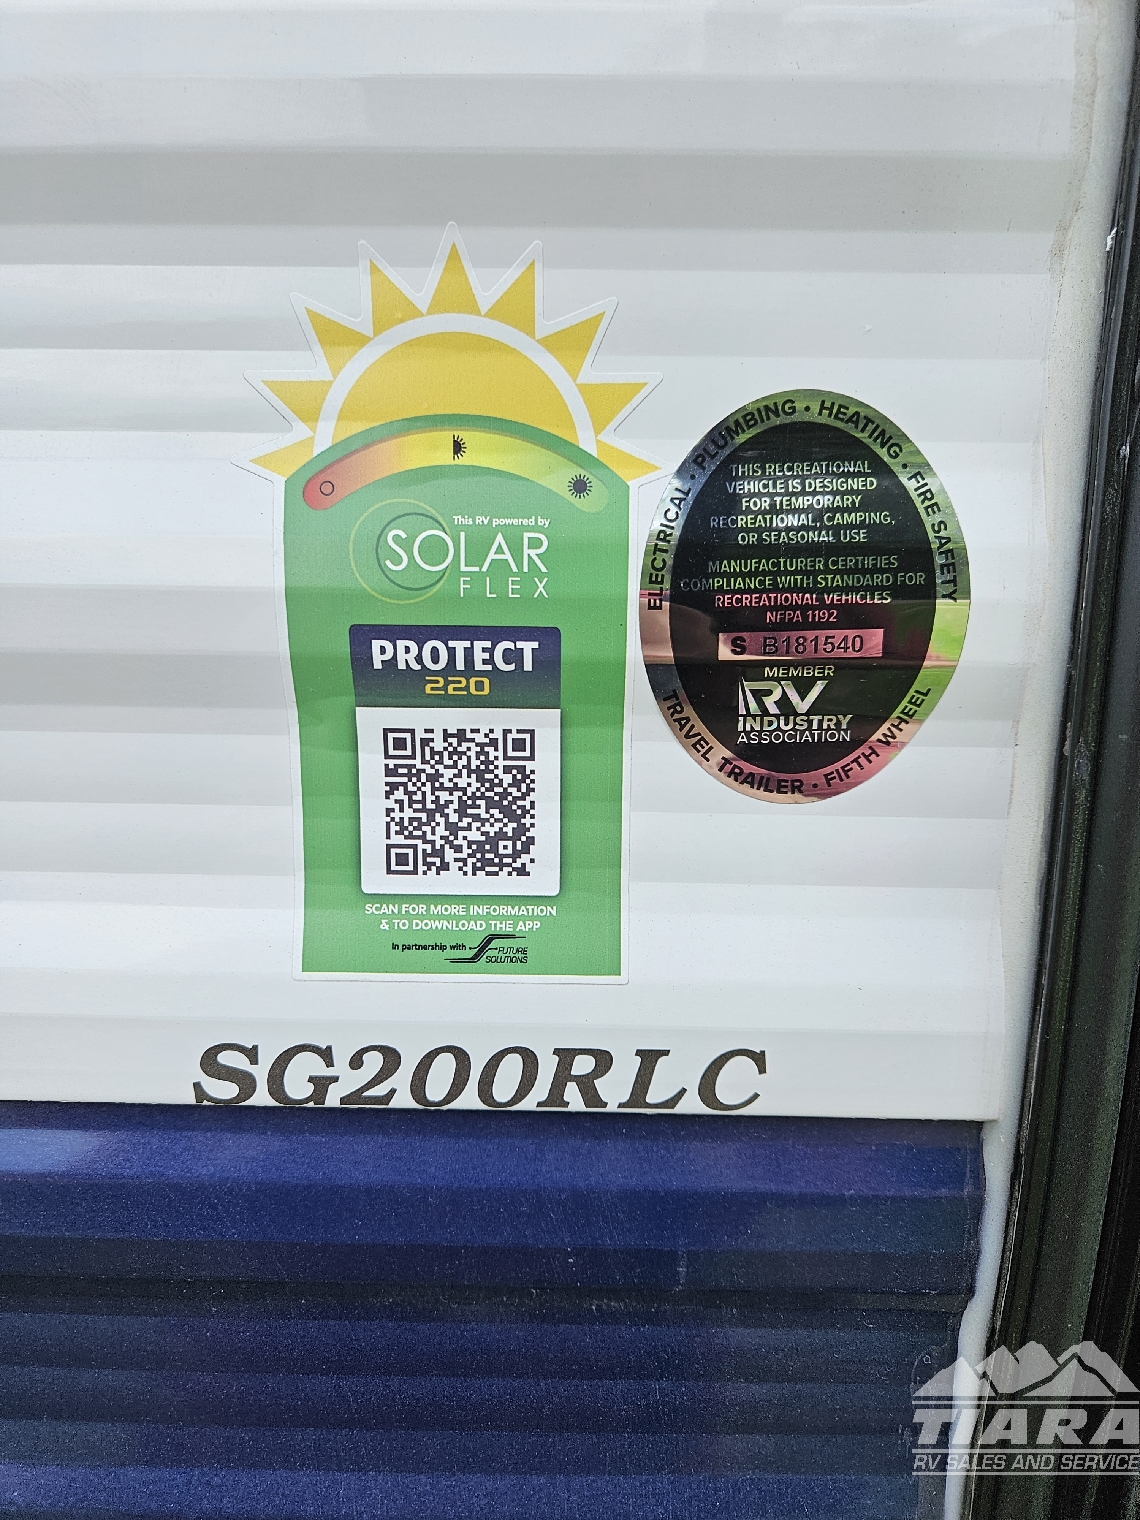 This RV powered by
SOLAR
FLEX
PROTECT
220
SCAN FOR MORE INFORMATION
& TO DOWNLOAD THE APP
In partnership with FUTURE
SOLUTIONS
ELECTRICAL • PLUMBING • HEATING • FIRE SAFETY
THIS RECREATIONAL
VEHICLE IS DESIGNED
FOR TEMPORARY
RECREATIONAL, CAMPING,
OR SEASONAL USE
MANUFACTURER CERTIFIES
COMPLIANCE WITH STANDARD FOR
RECREATIONAL VEHICLES
NFPA 1192
S B181540
MEMBER
RV
INDUSTRY
ASSOCIATION
TRAVEL TRAILER • FIFTH WHEEL
SG200RLC
TIARA
RV SALES AND SERVICE